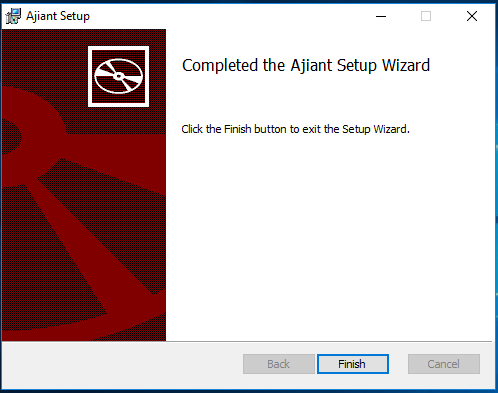 Ajiant Setup
Completed the Ajiant Setup Wizard
Click the Finish button to exit the Setup Wizard.
Back
Finish
Cancel